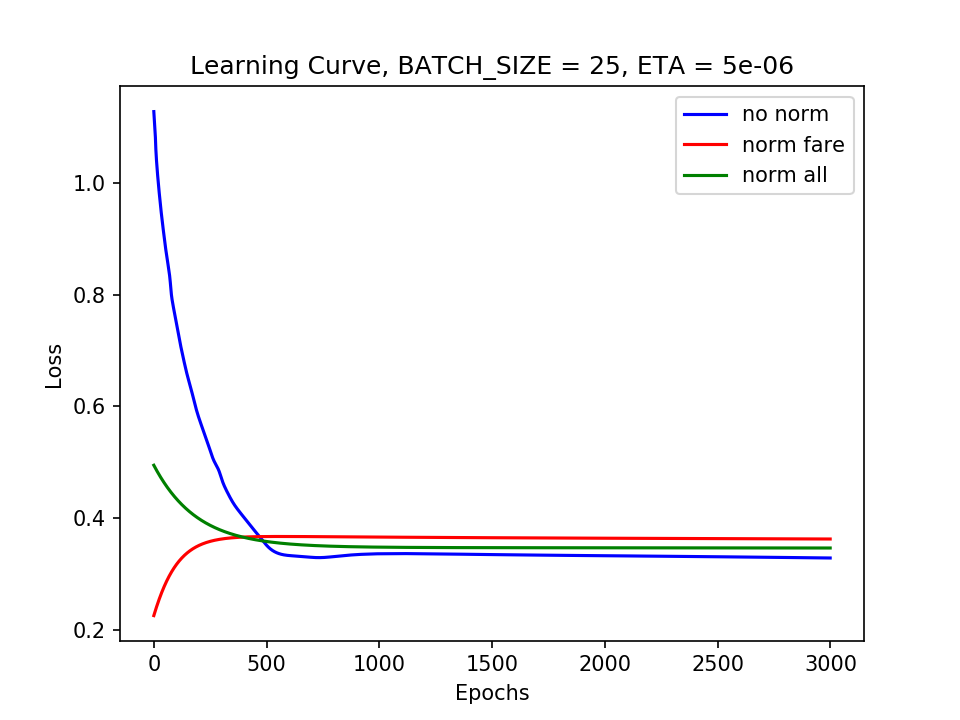 Learning Curve, BATCH_SIZE = 25, ETA = 5e-06
no norm
norm fare
norm all
Loss
1.0
0.8
0.6
0.4
0.2
0
500
1000
1500
2000
2500
3000
Epochs